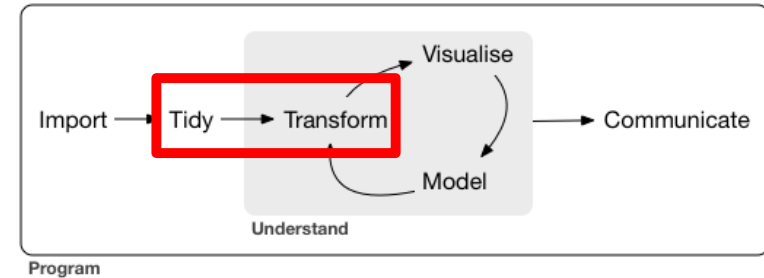 Visualise
Import Tidy Transform Communicate
Model
Understand
Program